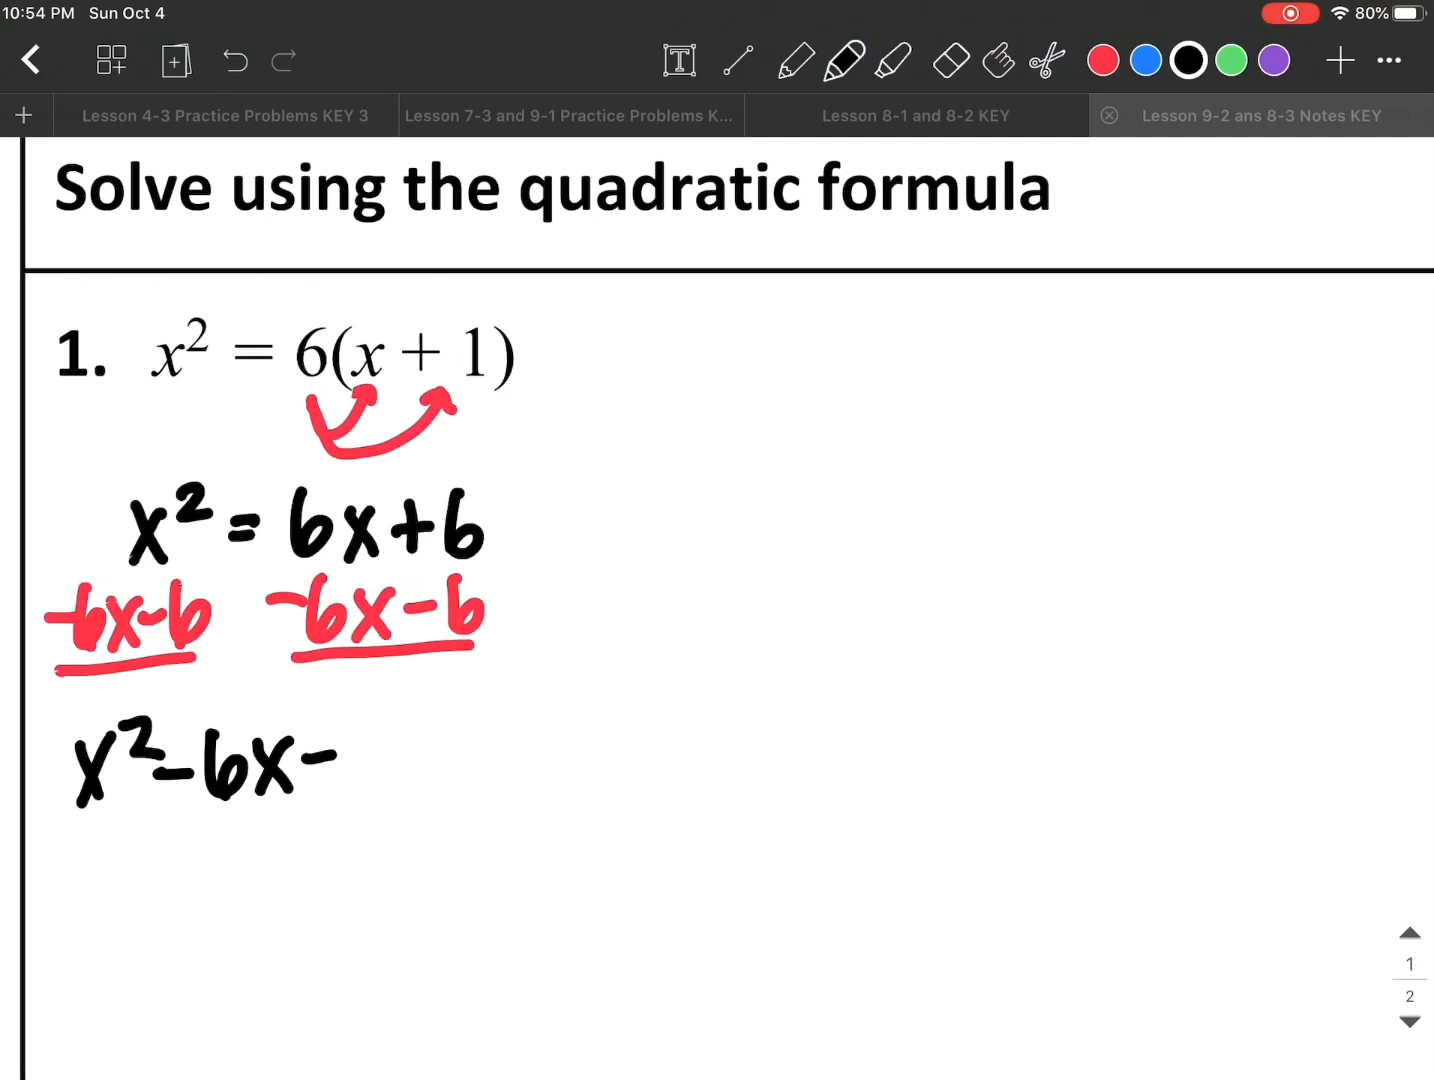 10:54 PM Sun Oct 4 80%
Lesson 4-3 Practice Problems KEY 3 Lesson 7-3 and 9-1 Practice Problems K... Lesson 8-1 and 8-2 KEY Lesson 9-2 ans 8-3 Notes KEY
Solve using the quadratic formula
1. x² = 6(x + 1)
x² = 6x+6
-6x-6 -6x-6
x²-6x-
1
2